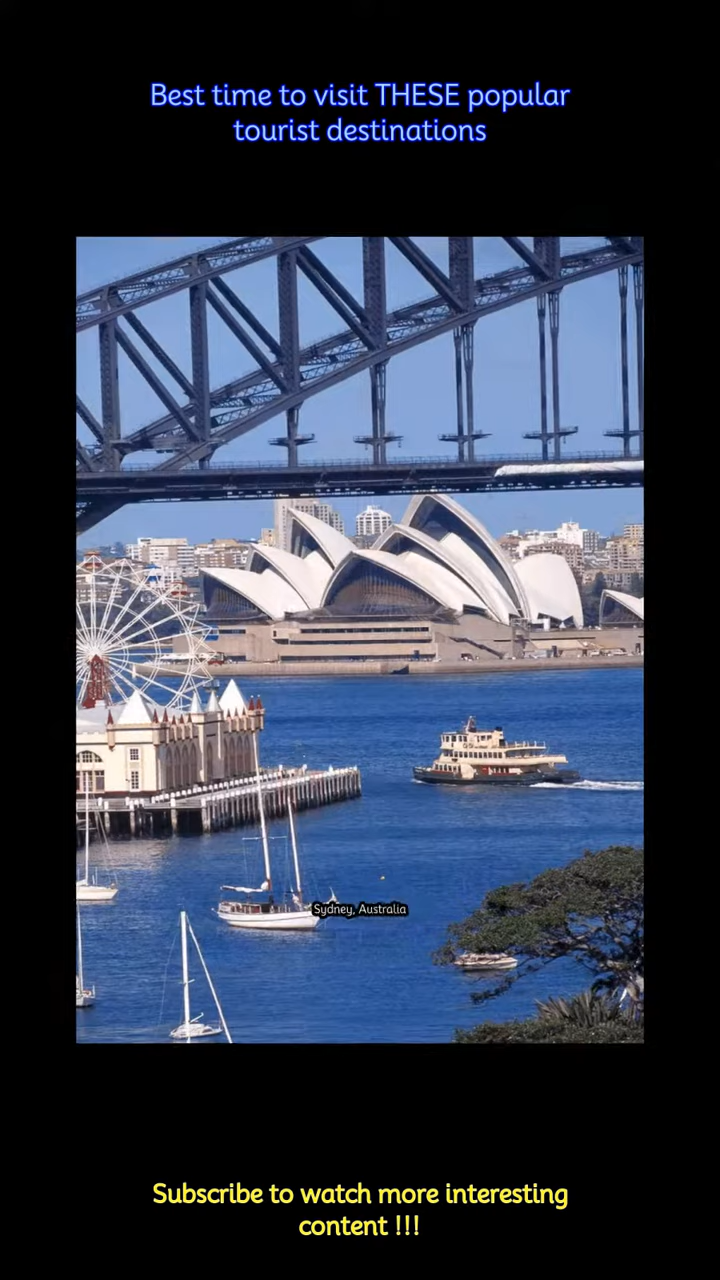 Best time to visit THESE popular
tourist destinations
Sydney, Australia
Subscribe to watch more interesting
content !!!